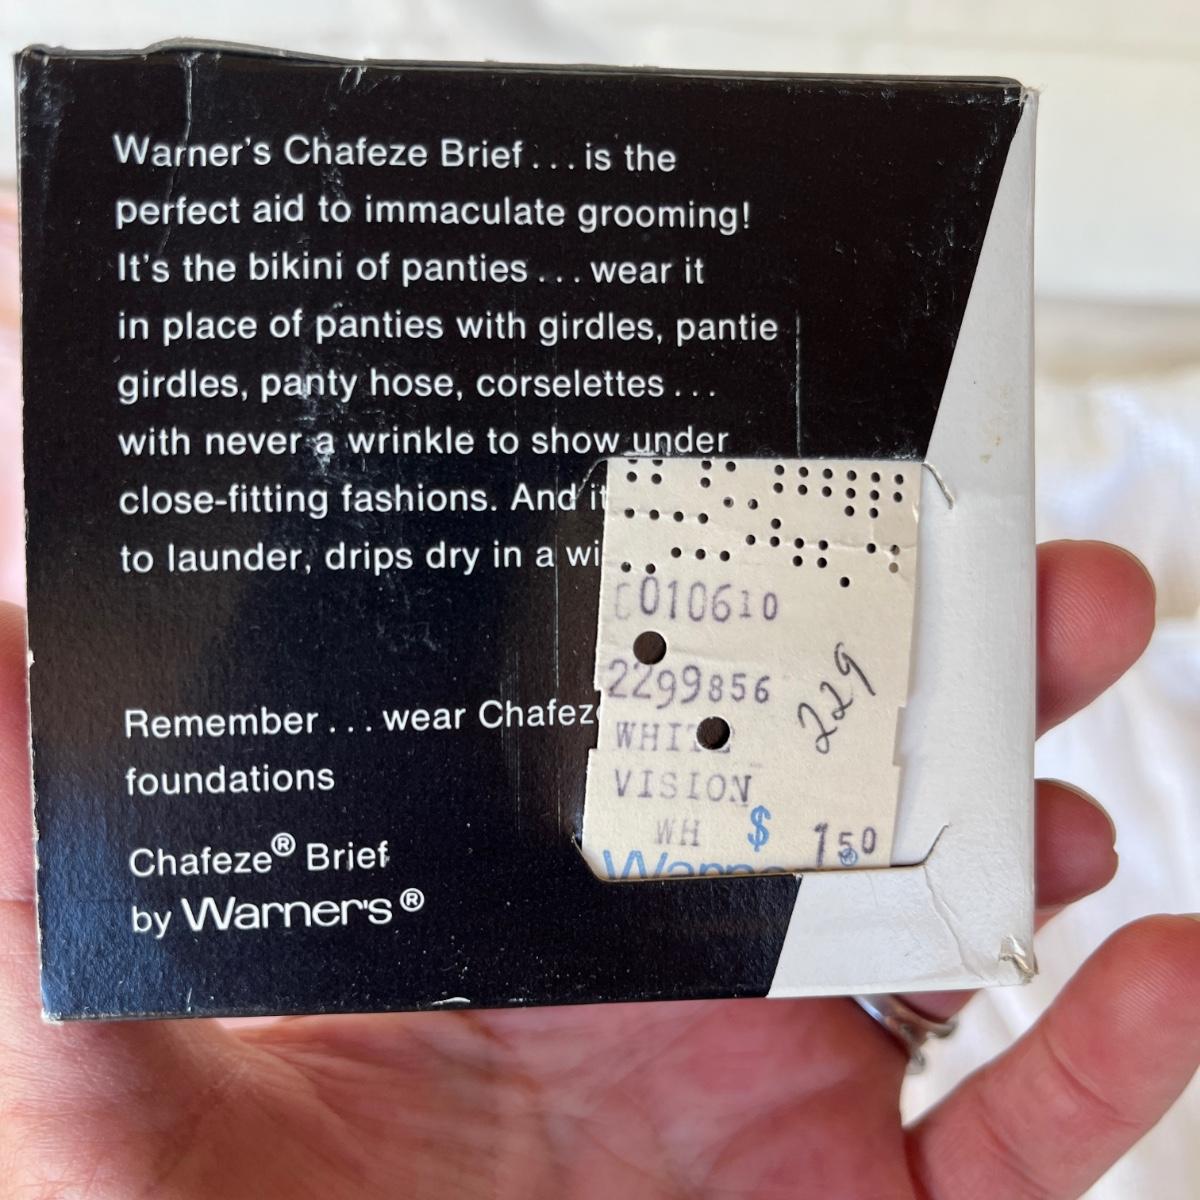 Warner's Chafeze Brief . . . is the
perfect aid to immaculate grooming!
It's the bikini of panties . . . wear it
in place of panties with girdles, pantie
girdles, panty hose, corselettes . . .
with never a wrinkle to show under
close-fitting fashions. And
to launder, drips dry in a
Remember . . . wear
foundations
Chafeze® Brief
by Warner's®
010610
2299856
229
VISION
WH $ 1.50